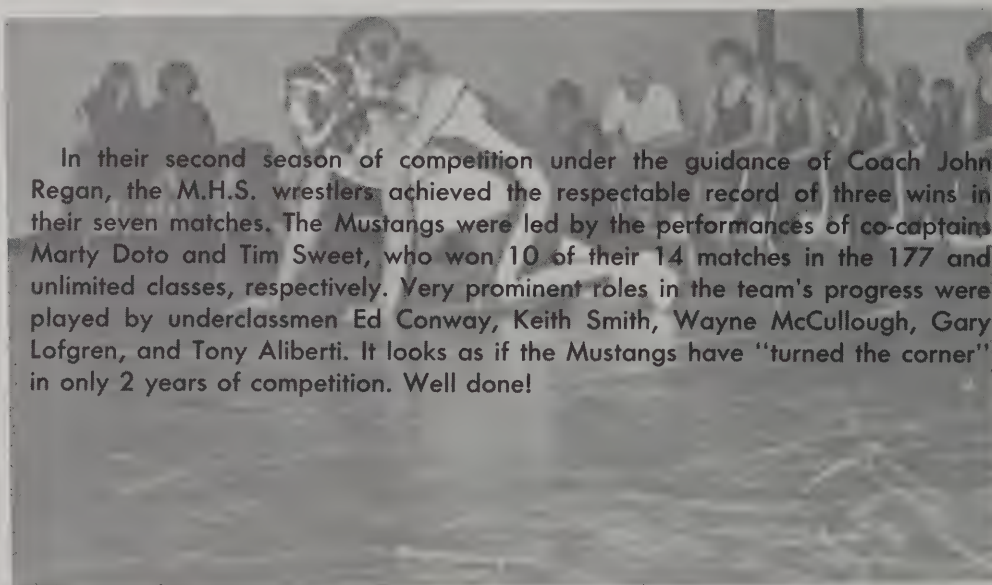 In their second season of competition under the guidance of Coach John
Regan, the M.H.S. wrestlers achieved the respectable record of three wins in
their seven matches. The Mustangs were led by the performances of co-captains
Marty Doto and Tim Sweet, who won 10 of their 14 matches in the 177 and
unlimited classes, respectively. Very prominent roles in the team's progress were
played by underclassmen Ed Conway, Keith Smith, Wayne McCullough, Gary
Lofgren, and Tony Aliberti. It looks as if the Mustangs have "turned the corner"
in only 2 years of competition. Well done!